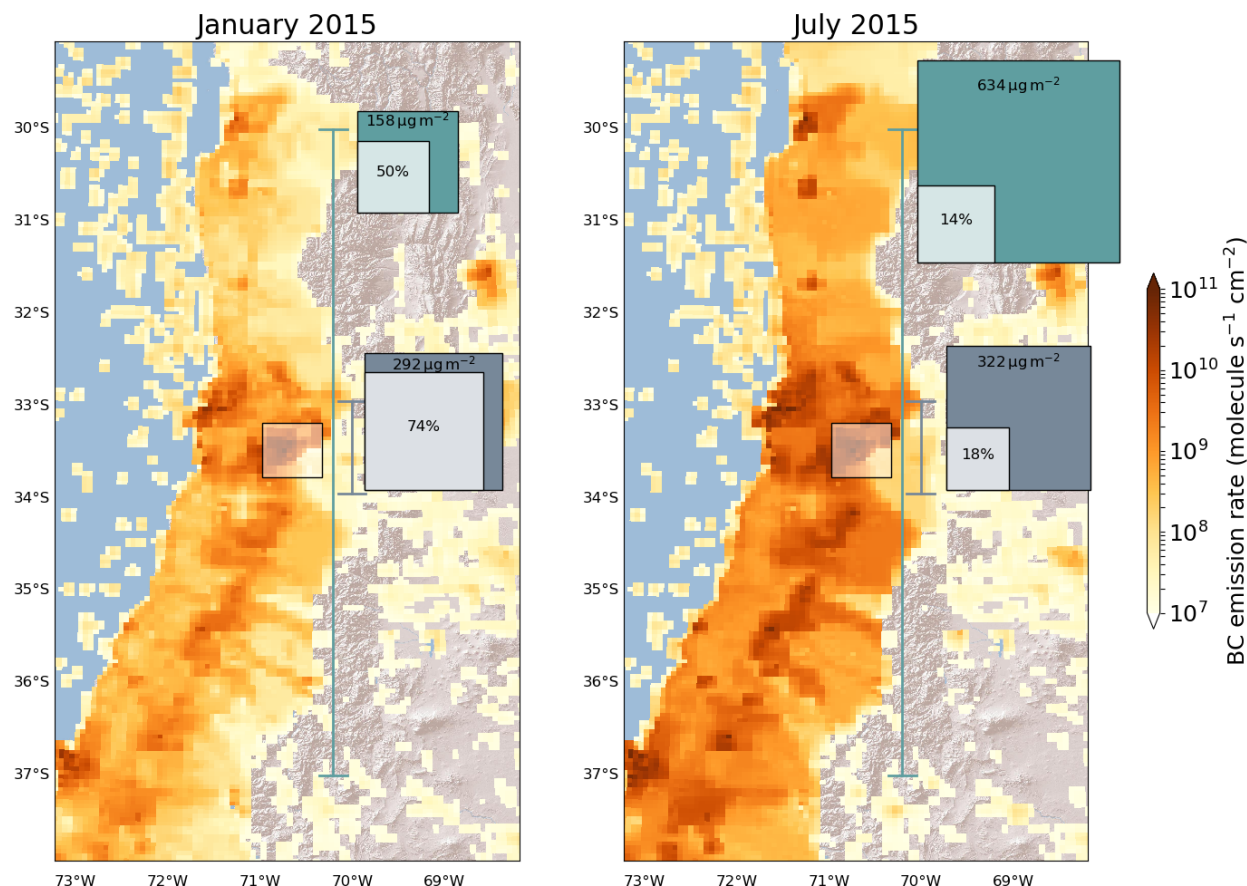 January 2015
July 2015
30°S
31°S
32°S
33°S
34°S
35°S
36°S
37°S
73°W
72°W
71°W
70°W
69°W
158 μg m⁻²
50%
292 μg m⁻²
74%
634 μg m⁻²
14%
322 μg m⁻²
18%
30°S
31°S
32°S
33°S
34°S
35°S
36°S
37°S
73°W
72°W
71°W
70°W
69°W
10¹¹
10¹⁰
10⁹
10⁸
10⁷
BC emission rate (molecule s⁻¹ cm⁻²)